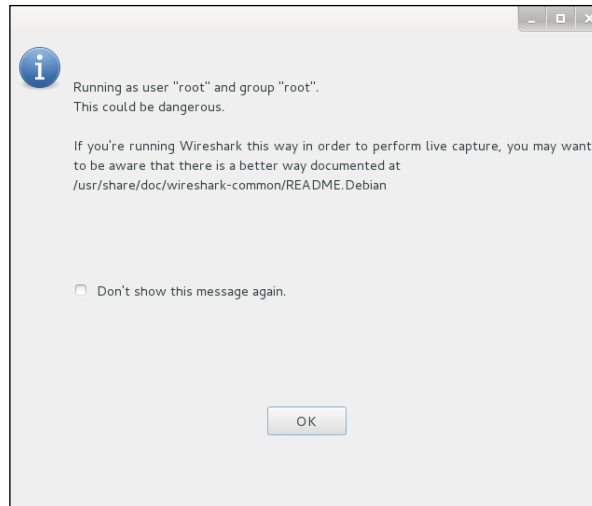 Running as user "root" and group "root".
This could be dangerous.
If you're running Wireshark this way in order to perform live capture, you may want
to be aware that there is a better way documented at
/usr/share/doc/wireshark-common/README.Debian
Don't show this message again.
OK